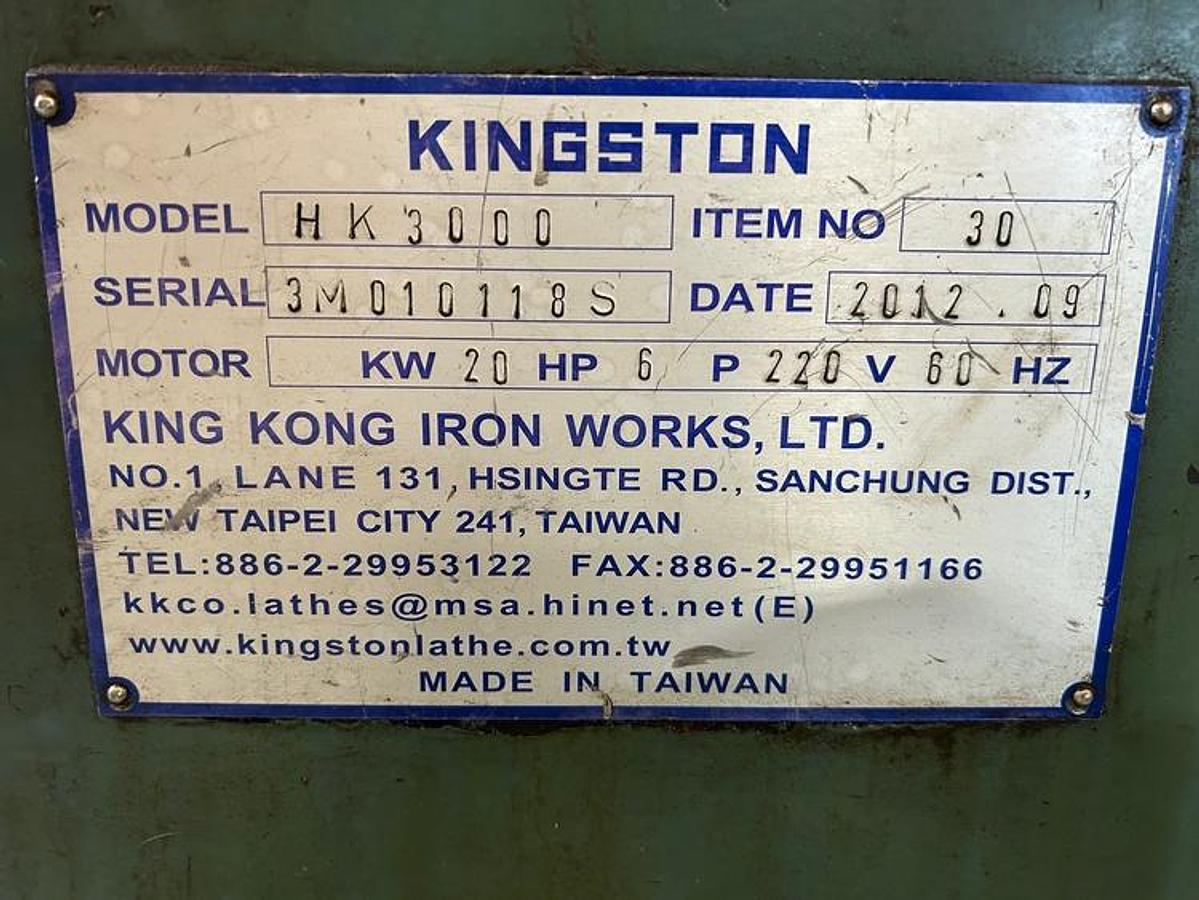 KINGSTON
MODEL HK3000 ITEM NO 30
SERIAL 3M010118S DATE 2012.09
MOTOR KW 20 HP 6 P 220 V 60 HZ
KING KONG IRON WORKS, LTD.
NO.1, LANE 131, HSINGTE RD., SANCHUNG DIST.,
NEW TAIPEI CITY 241, TAIWAN
TEL:886-2-29953122 FAX:886-2-29951166
kkco.lathes@msa.hinet.net(E)
www.kingstonlathe.com.tw
MADE IN TAIWAN